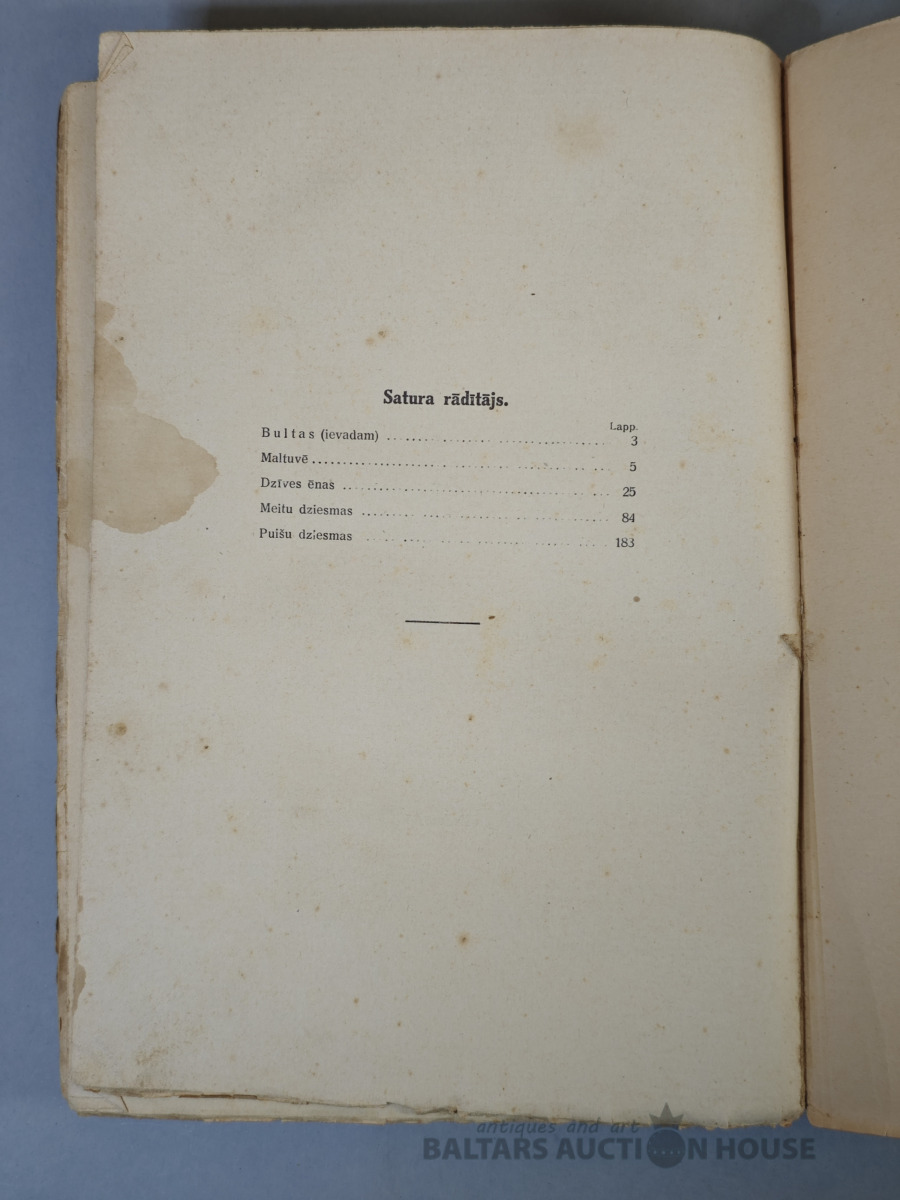 Satura rādītājs.
Lapp.
Bultas (ievadam) ........................................ 3
Maltuvē ........................................ 5
Dzīves ēnas ........................................ 25
Meitu dziesmas ........................................ 84
Puišu dziesmas ........................................ 183
antiques and art
BALTARS AUCTION HOUSE